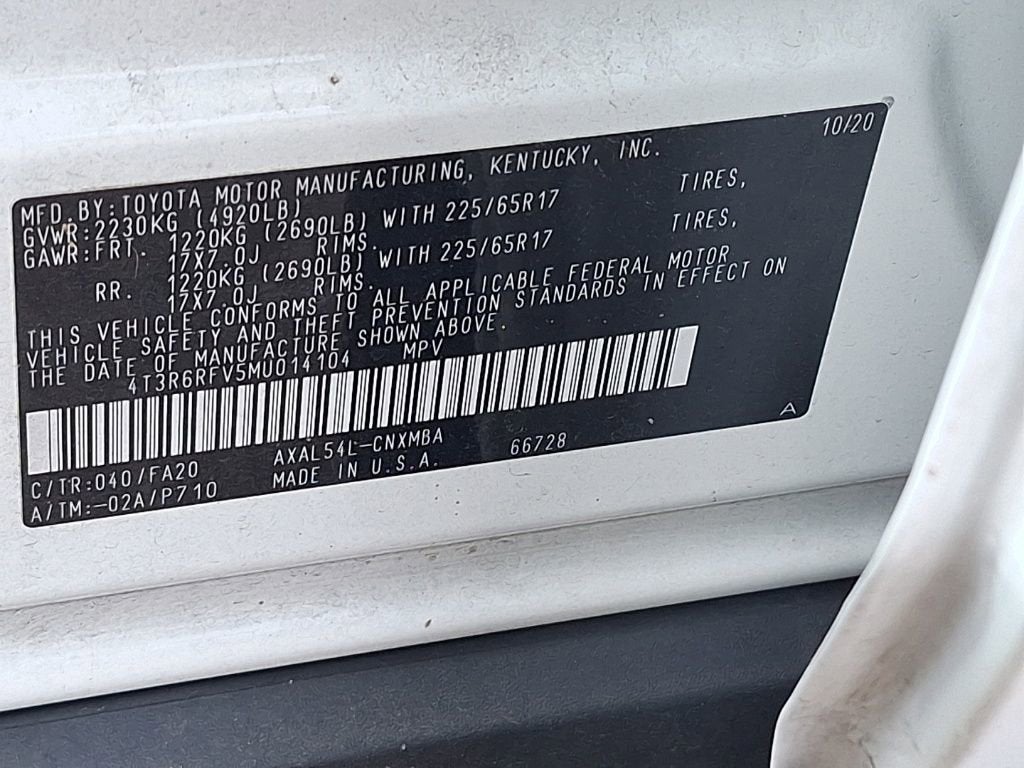 10/20
MFD.BY:TOYOTA MOTOR MANUFACTURING, KENTUCKY, INC.
GVWR:2230KG (4920LB)
GAWR:FRT. 1220KG (2690LB) WITH 225/65R17 TIRES,
17X7.0J RIMS.
RR. 1220KG (2690LB) WITH 225/65R17 TIRES,
17X7.0J RIMS.
THIS VEHICLE CONFORMS TO ALL APPLICABLE FEDERAL MOTOR
VEHICLE SAFETY AND THEFT PREVENTION STANDARDS IN EFFECT ON
THE DATE OF MANUFACTURE SHOWN ABOVE.
4T3R6RFV5MU014104 MPV
C/TR:040/FA20 AXAL54L-CNXMBA 66728 A
A/TM:-02A/P710 MADE IN U.S.A.